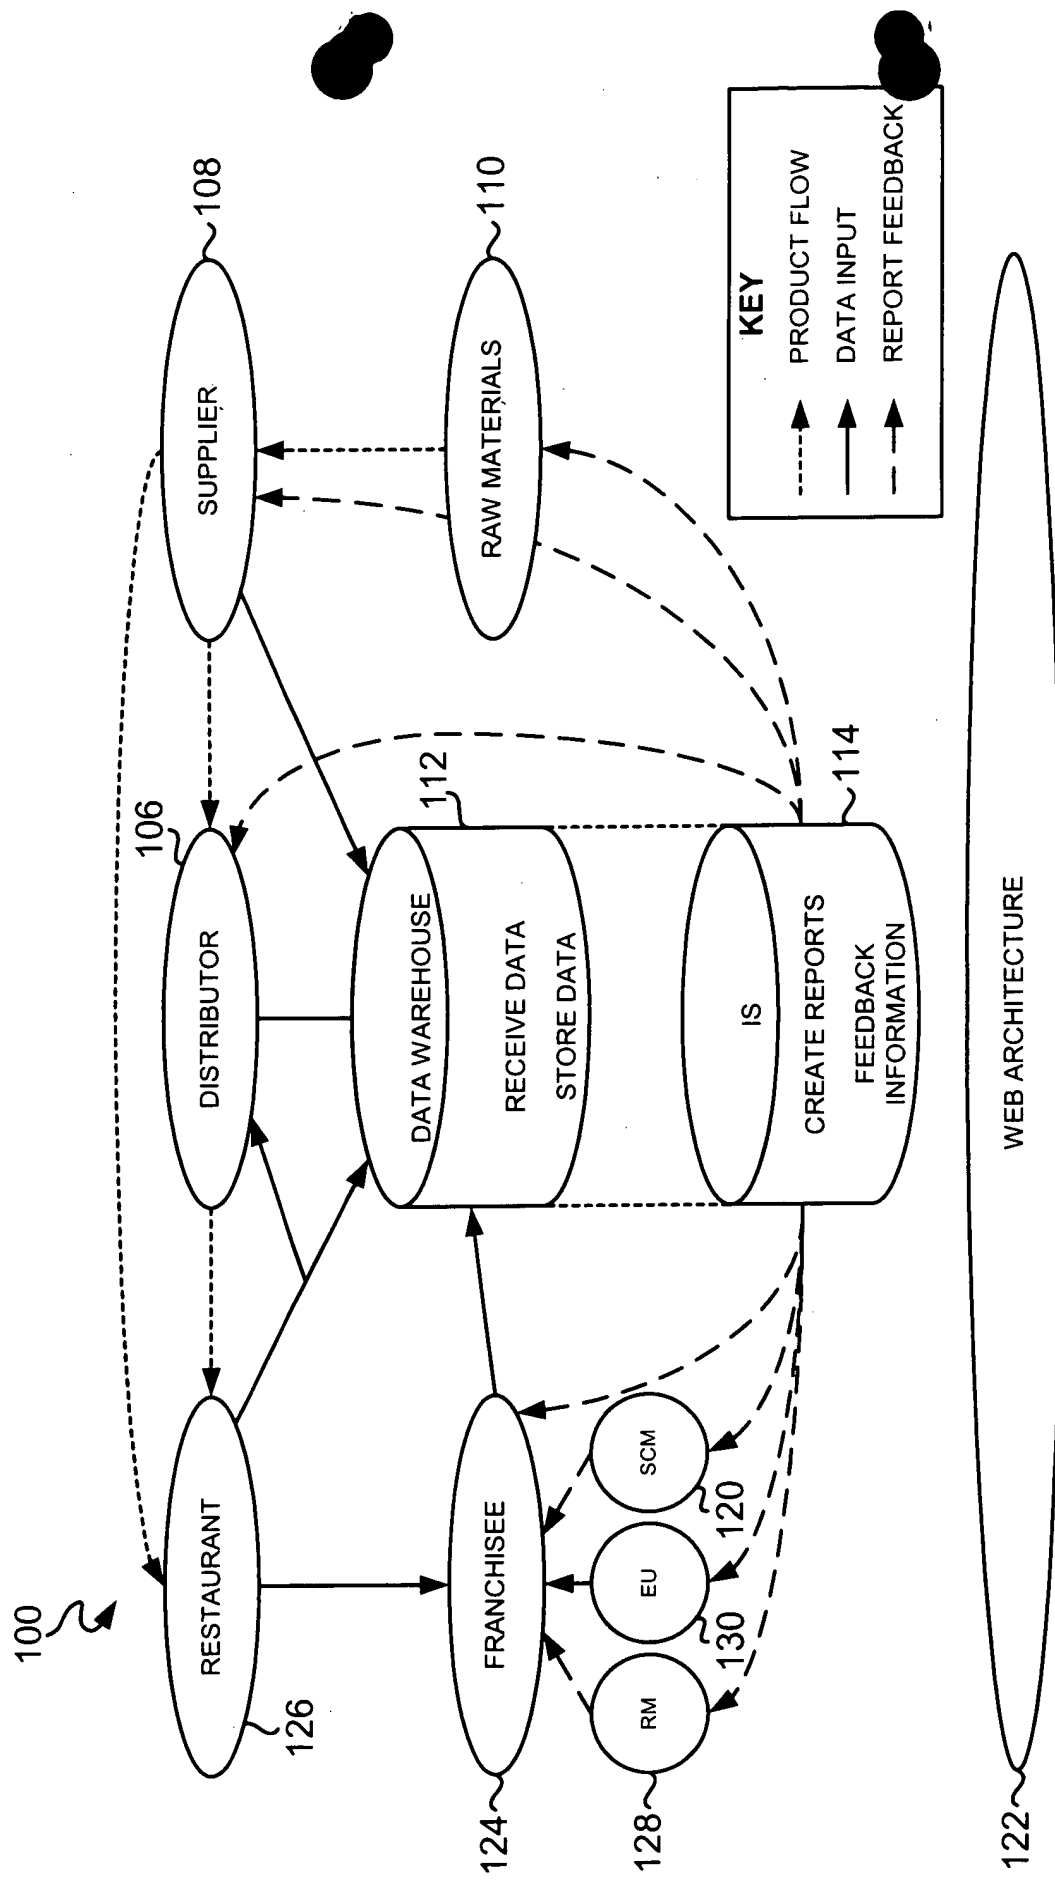 100
106
108
RESTAURANT
DISTRIBUTOR
SUPPLIER
126
112
110
FRANCHISEE
DATA WAREHOUSE
RAW MATERIALS
124
RECEIVE DATA
STORE DATA
RM
EU
SCM
128
130
120
IS
114
CREATE REPORTS
FEEDBACK
INFORMATION
KEY
PRODUCT FLOW
DATA INPUT
REPORT FEEDBACK
WEB ARCHITECTURE
122